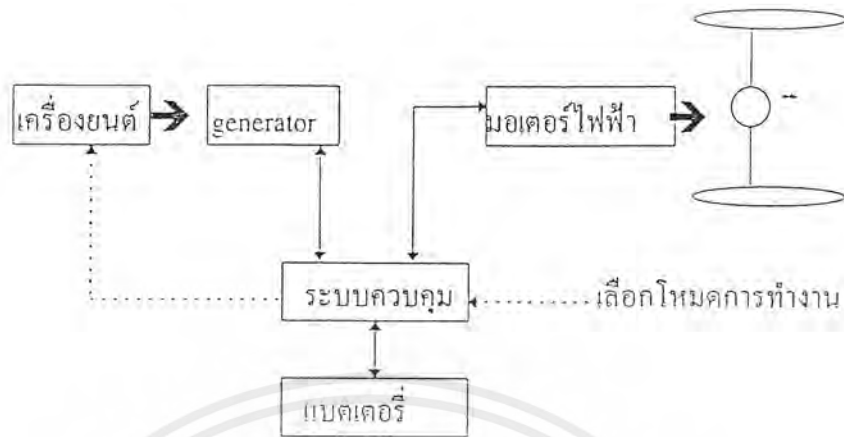 เครื่องยนต์
generator
มอเตอร์ไฟฟ้า
ระบบควบคุม
เลือกโหมดการทำงาน
แบตเตอรี่